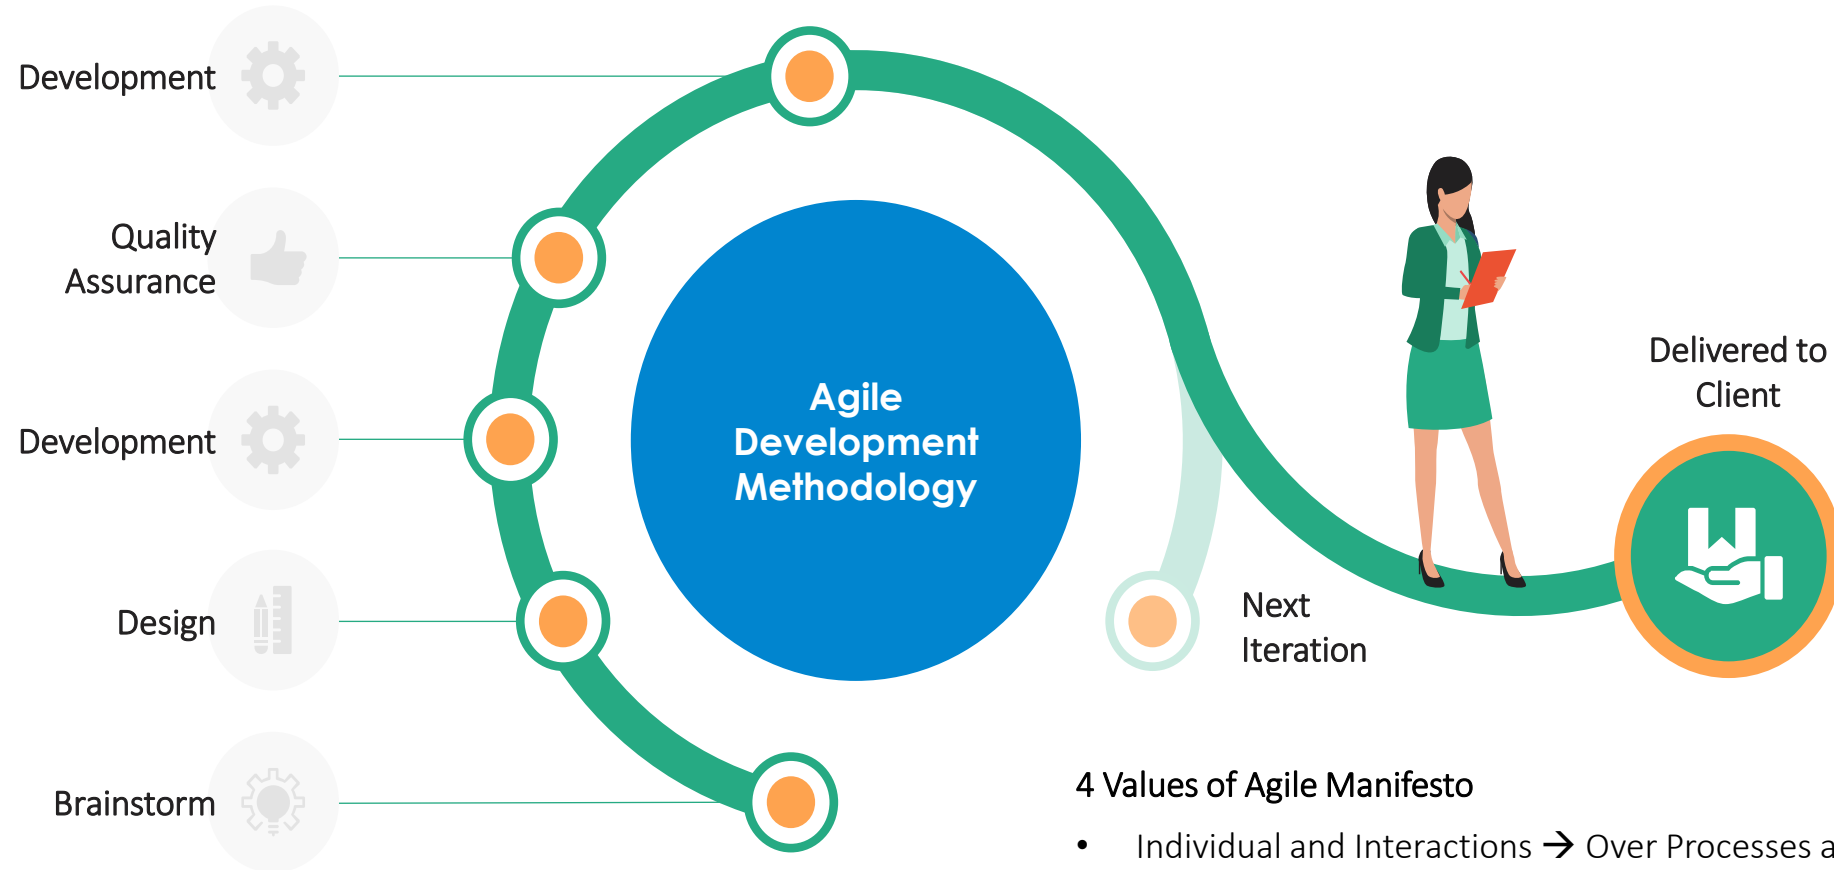 Development
Quality
Assurance
Development
Design
Brainstorm
Agile
Development
Methodology
Next
Iteration
Delivered to
Client
4 Values of Agile Manifesto
• Individual and Interactions → Over Processes a